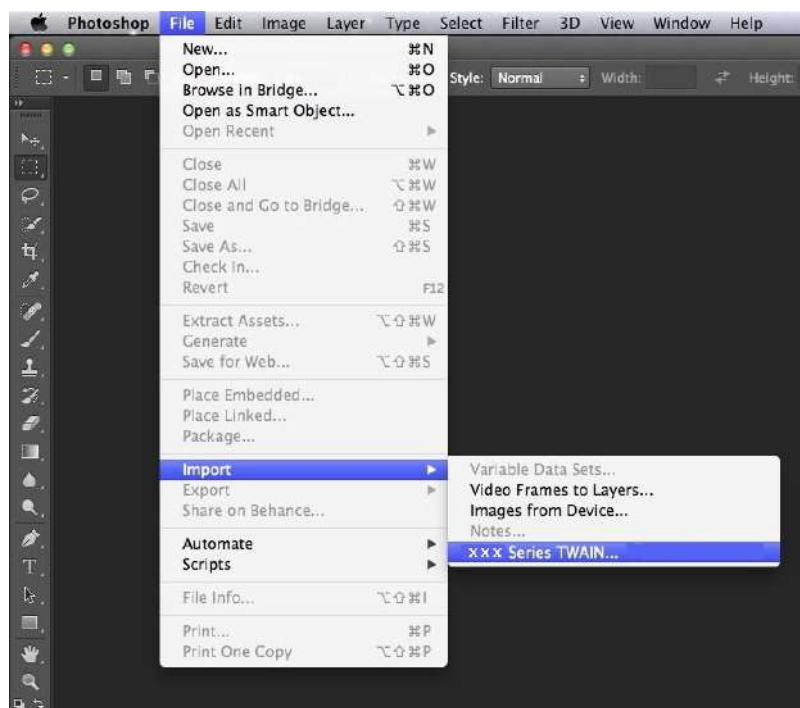 Photoshop File Edit Image Layer Type Select Filter 3D View Window Help
Style: Normal Width: Height:
New... ⌘N
Open... ⌘O
Browse in Bridge... ⌥⌘O
Open as Smart Object...
Open Recent
Close ⌘W
Close All ⌥⌘W
Close and Go to Bridge... ⇧⌘W
Save ⌘S
Save As... ⇧⌘S
Check In...
Revert F12
Extract Assets... ⌥⇧⌘W
Generate
Save for Web... ⌥⇧⌘S
Place Embedded...
Place Linked...
Package...
Import
Export
Share on Behance...
Automate
Scripts
File Info... ⌥⇧⌘I
Print... ⌘P
Print One Copy ⌥⇧⌘P
Variable Data Sets...
Video Frames to Layers...
Images from Device...
Notes...
xxx Series TWAIN...